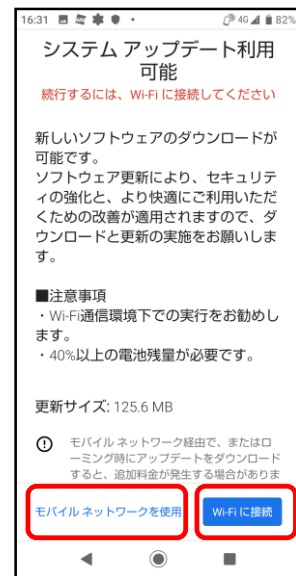 16:31 4G 82%
システム アップデート利用
可能
続行するには、Wi-Fi に接続してください
新しいソフトウェアのダウンロードが
可能です。
ソフトウェア更新により、セキュリテ
ィの強化と、より快適にご利用いただ
くための改善が適用されますので、ダ
ウンロードと更新の実施をお願いしま
す。
■注意事項
・Wi-Fi通信環境下での実行をお勧めし
ます。
・40%以上の電池残量が必要です。
更新サイズ: 125.6 MB
モバイル ネットワーク経由で、またはロ
ーミング時にアップデートをダウンロード
すると、追加料金が発生する場合がありま
モバイル ネットワークを使用 Wi-Fi に接続